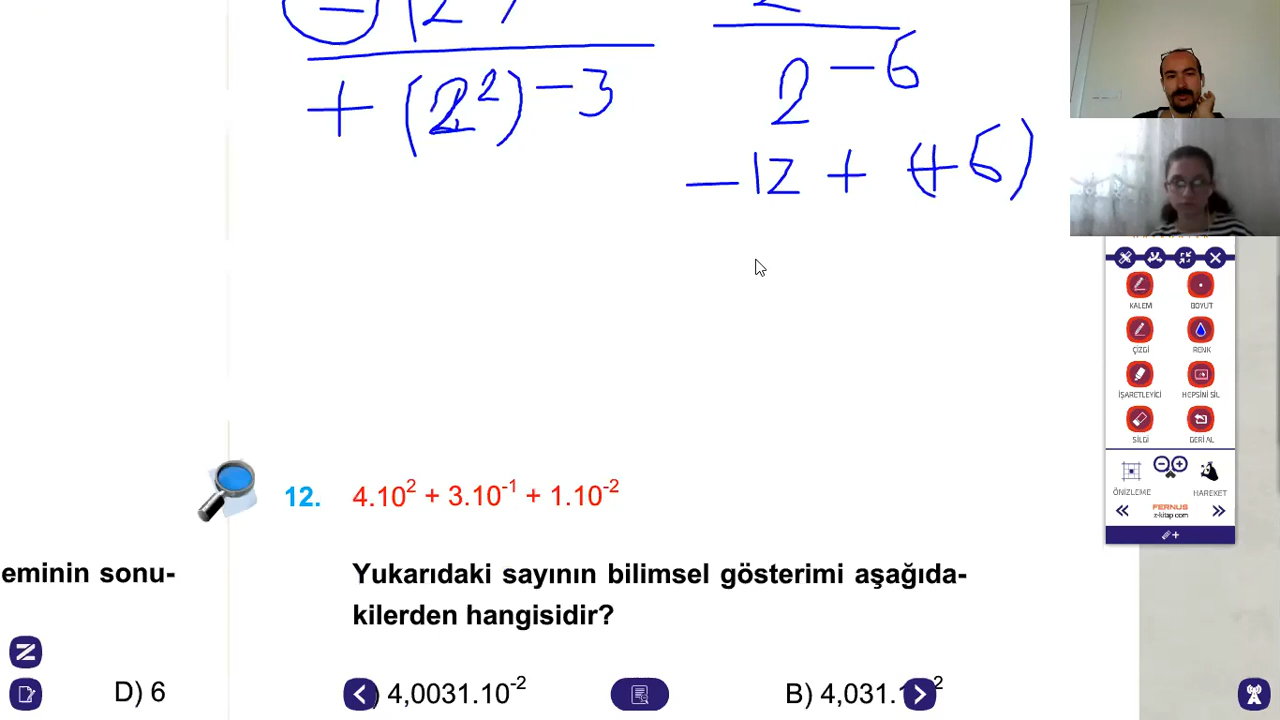 + (2²)⁻³
2⁻⁶
-12 + (+6)
KALEM
BOYUT
ÇİZGİ
RENK
İŞARETLEYİCİ
HEPSİNİ SİL
SİLGİ
GERİ AL
ÖNİZLEME
HAREKET
FERNUS
z-kitap.com
12. 4.10² + 3.10⁻¹ + 1.10⁻²
eminin sonu-
Yukarıdaki sayının bilimsel gösterimi aşağıda-
kilerden hangisidir?
D) 6
) 4,0031.10⁻²
B) 4,031.